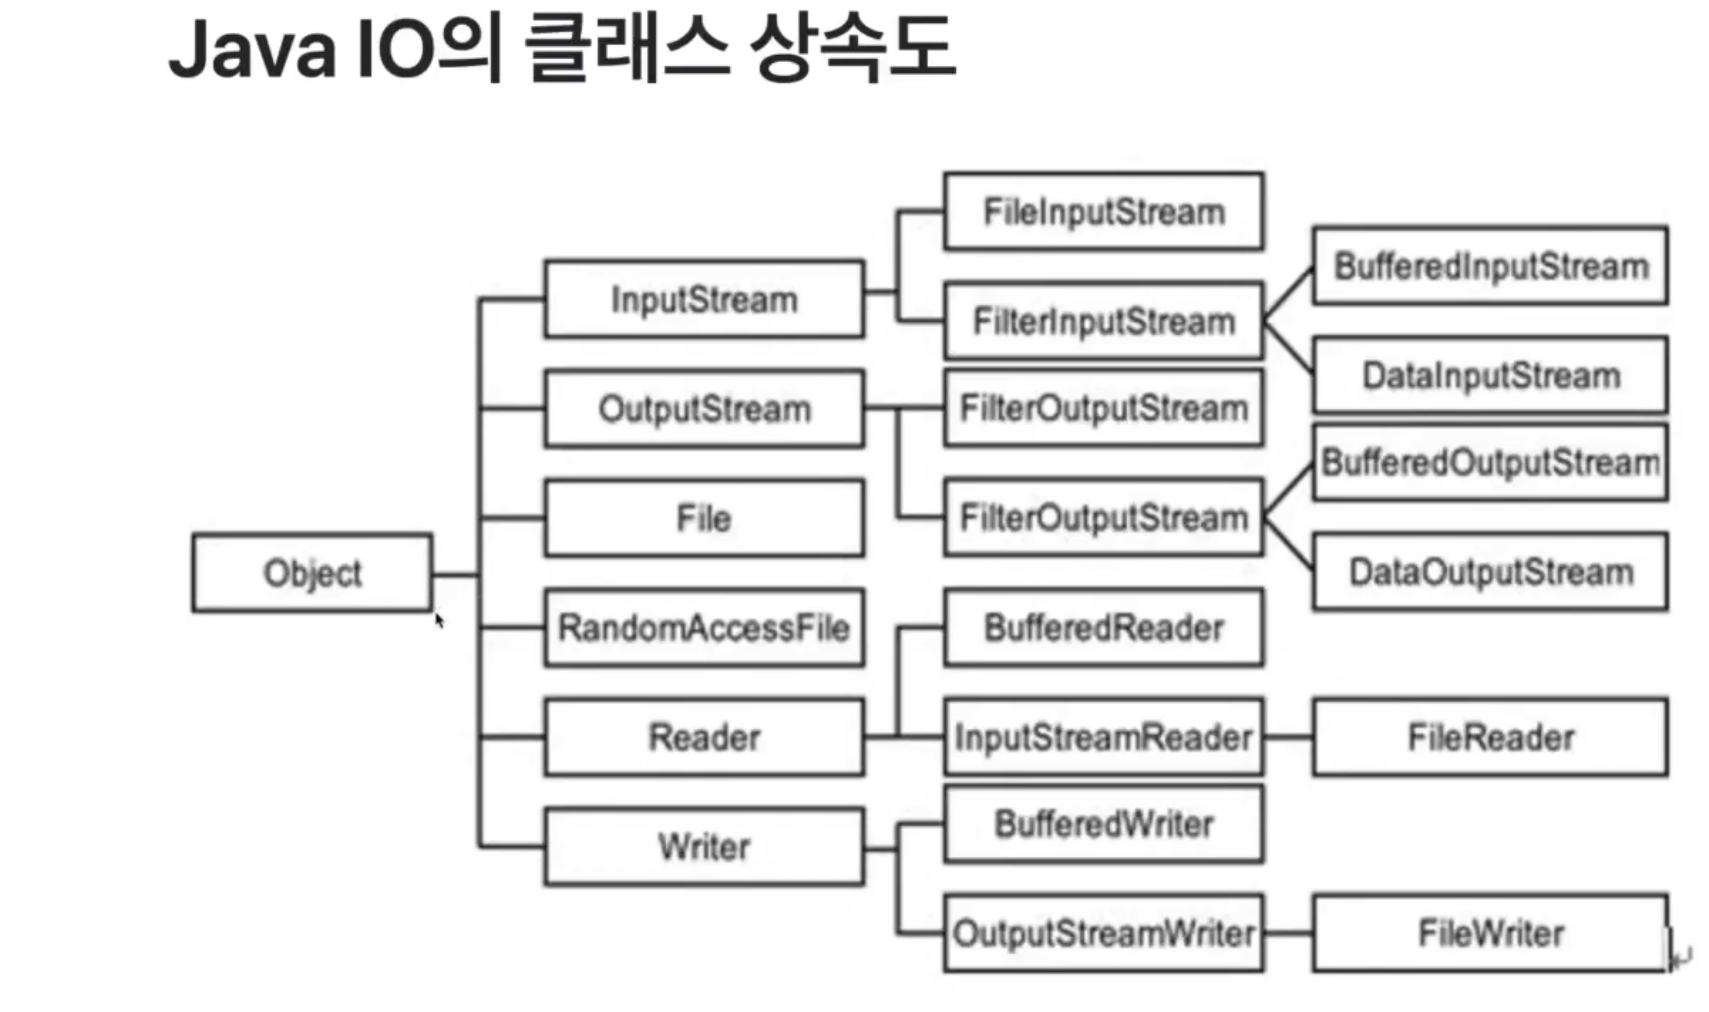 Java IO의 클래스 상속도
Object
InputStream
OutputStream
File
RandomAccessFile
Reader
Writer
FileInputStream
FilterInputStream
FilterOutputStream
FilterOutputStream
BufferedReader
InputStreamReader
BufferedWriter
OutputStreamWriter
BufferedInputStream
DataInputStream
BufferedOutputStream
DataOutputStream
FileReader
FileWriter